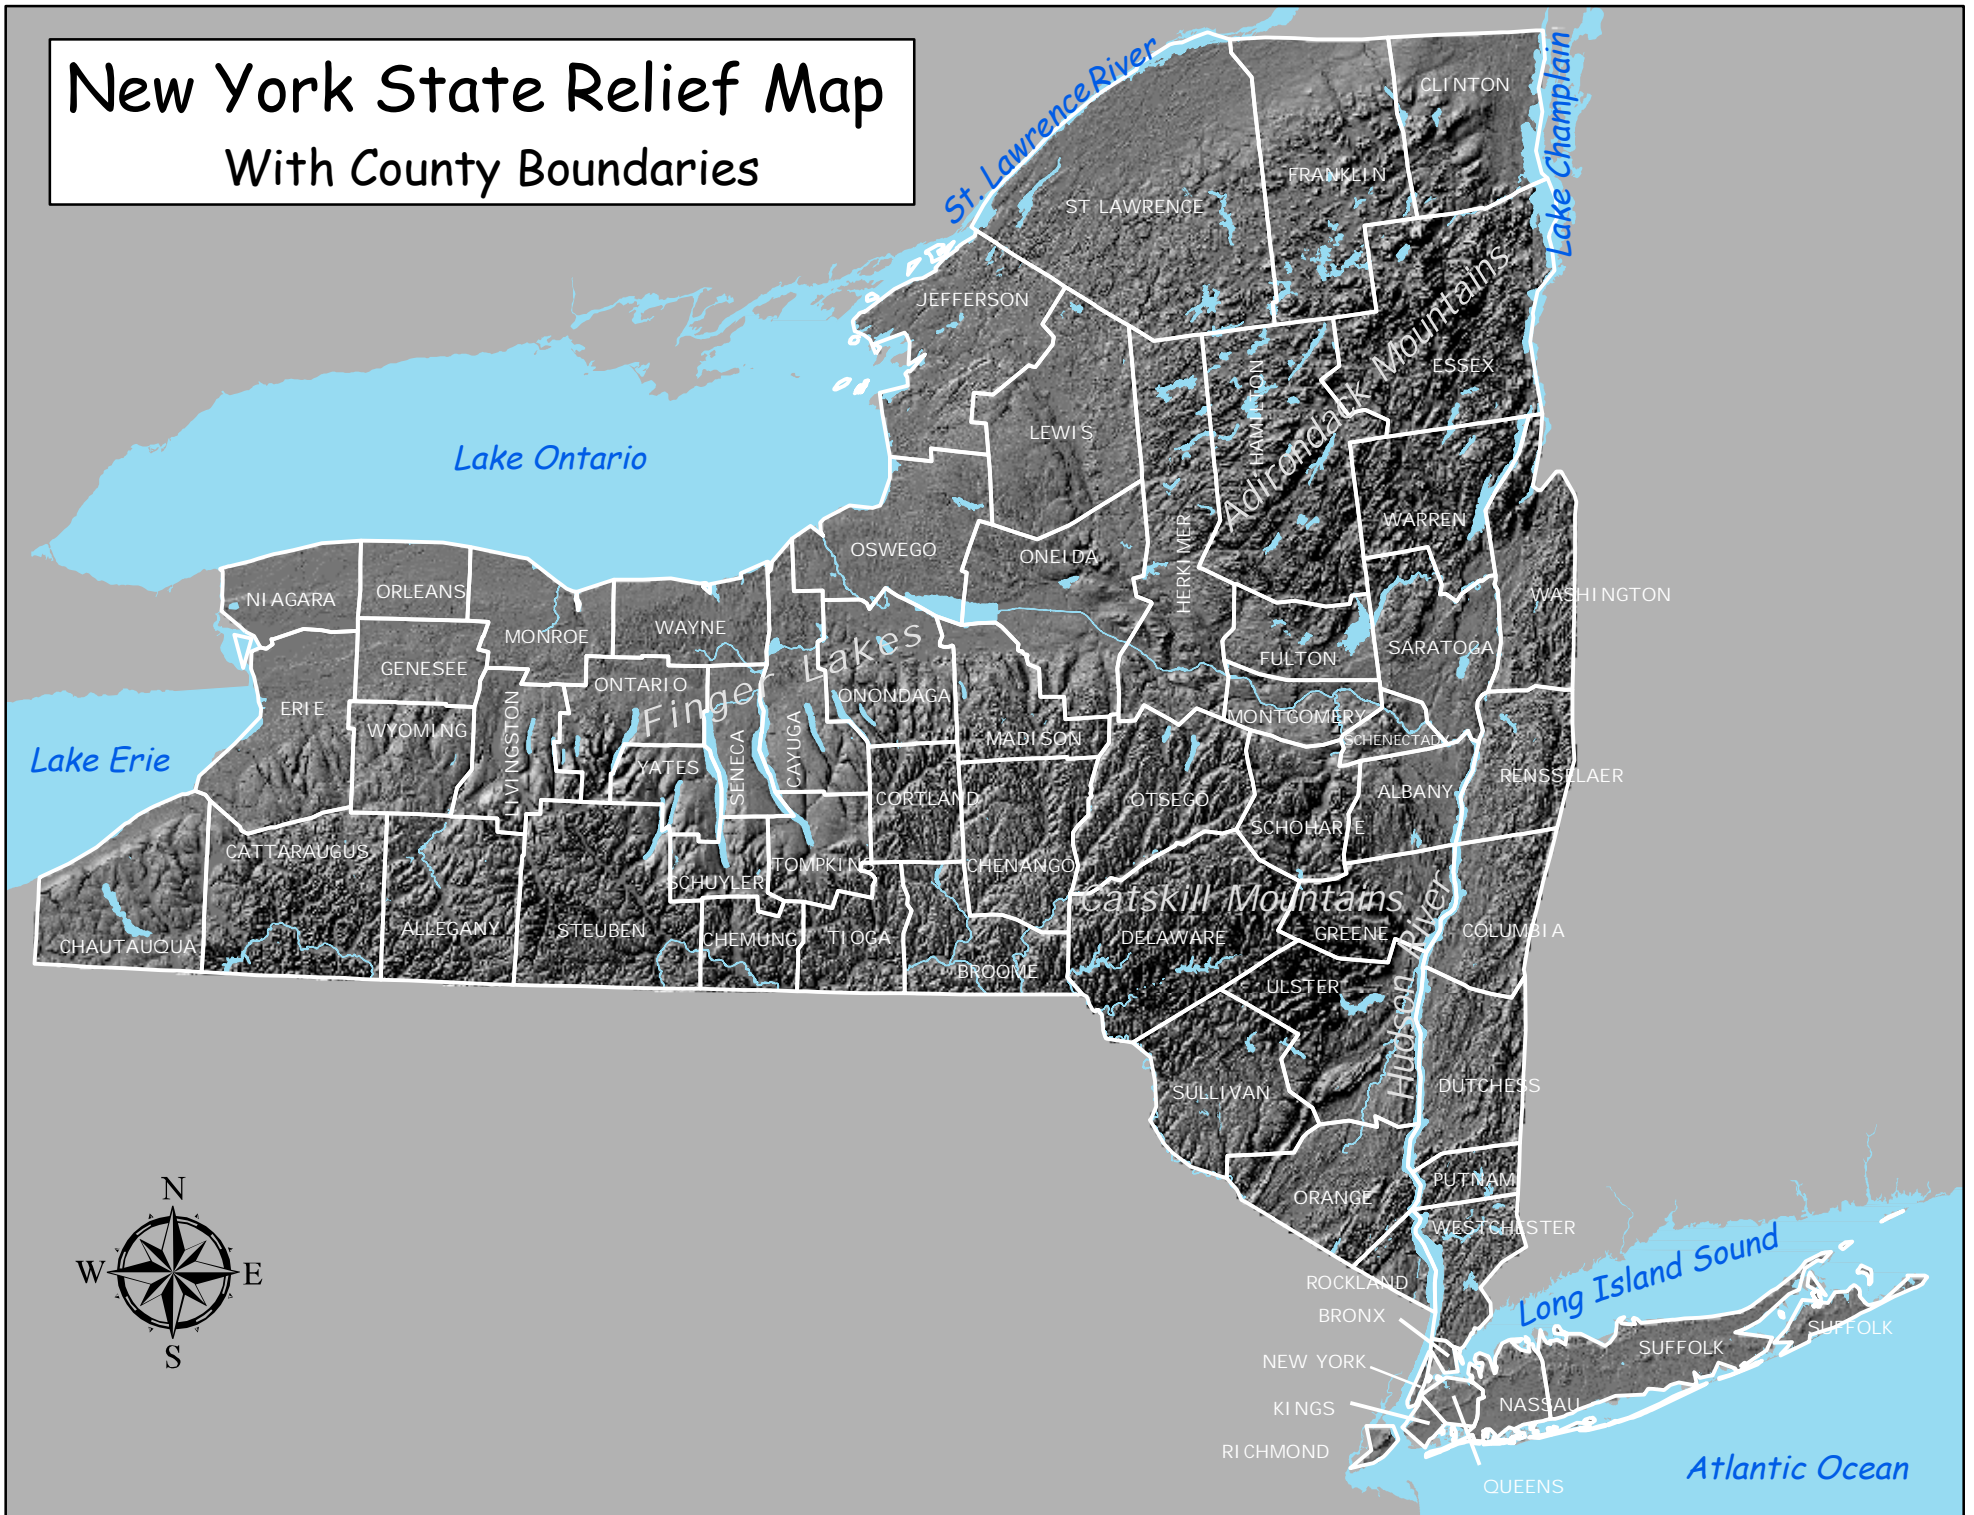 New York State Relief Map
With County Boundaries
St. Lawrence River
Lake Champlain
CLINTON
FRANKLIN
ST LAWRENCE
JEFFERSON
Adirondack Mountains
ESSEX
HAMILTON
LEWIS
Lake Ontario
WARREN
HERKIMER
OSWEGO
ONEIDA
WASHINGTON
NIAGARA
ORLEANS
MONROE
WAYNE
Finger Lakes
FULTON
SARATOGA
GENESEE
ONTARIO
ONONDAGA
ERIE
WYOMING
LIVINGSTON
CAYUGA
MONTGOMERY
MADISON
SCHENECTADY
Lake Erie
YATES
SENECA
RENSSELAER
CORTLAND
OTSEGO
ALBANY
SCHOHARIE
CATTARAUGUS
TOMPKINS
CHENANGO
SCHUYLER
Catskill Mountains
CHAUTAUQUA
ALLEGANY
STEUBEN
CHEMUNG
TIOGA
DELAWARE
GREENE
Hudson River
COLUMBIA
BROOME
ULSTER
SULLIVAN
DUTCHESS
N
W
E
S
PUTNAM
ORANGE
WESTCHESTER
Long Island Sound
ROCKLAND
BRONX
SUFFOLK
SUFFOLK
NEW YORK
KINGS
NASSAU
RICHMOND
QUEENS
Atlantic Ocean